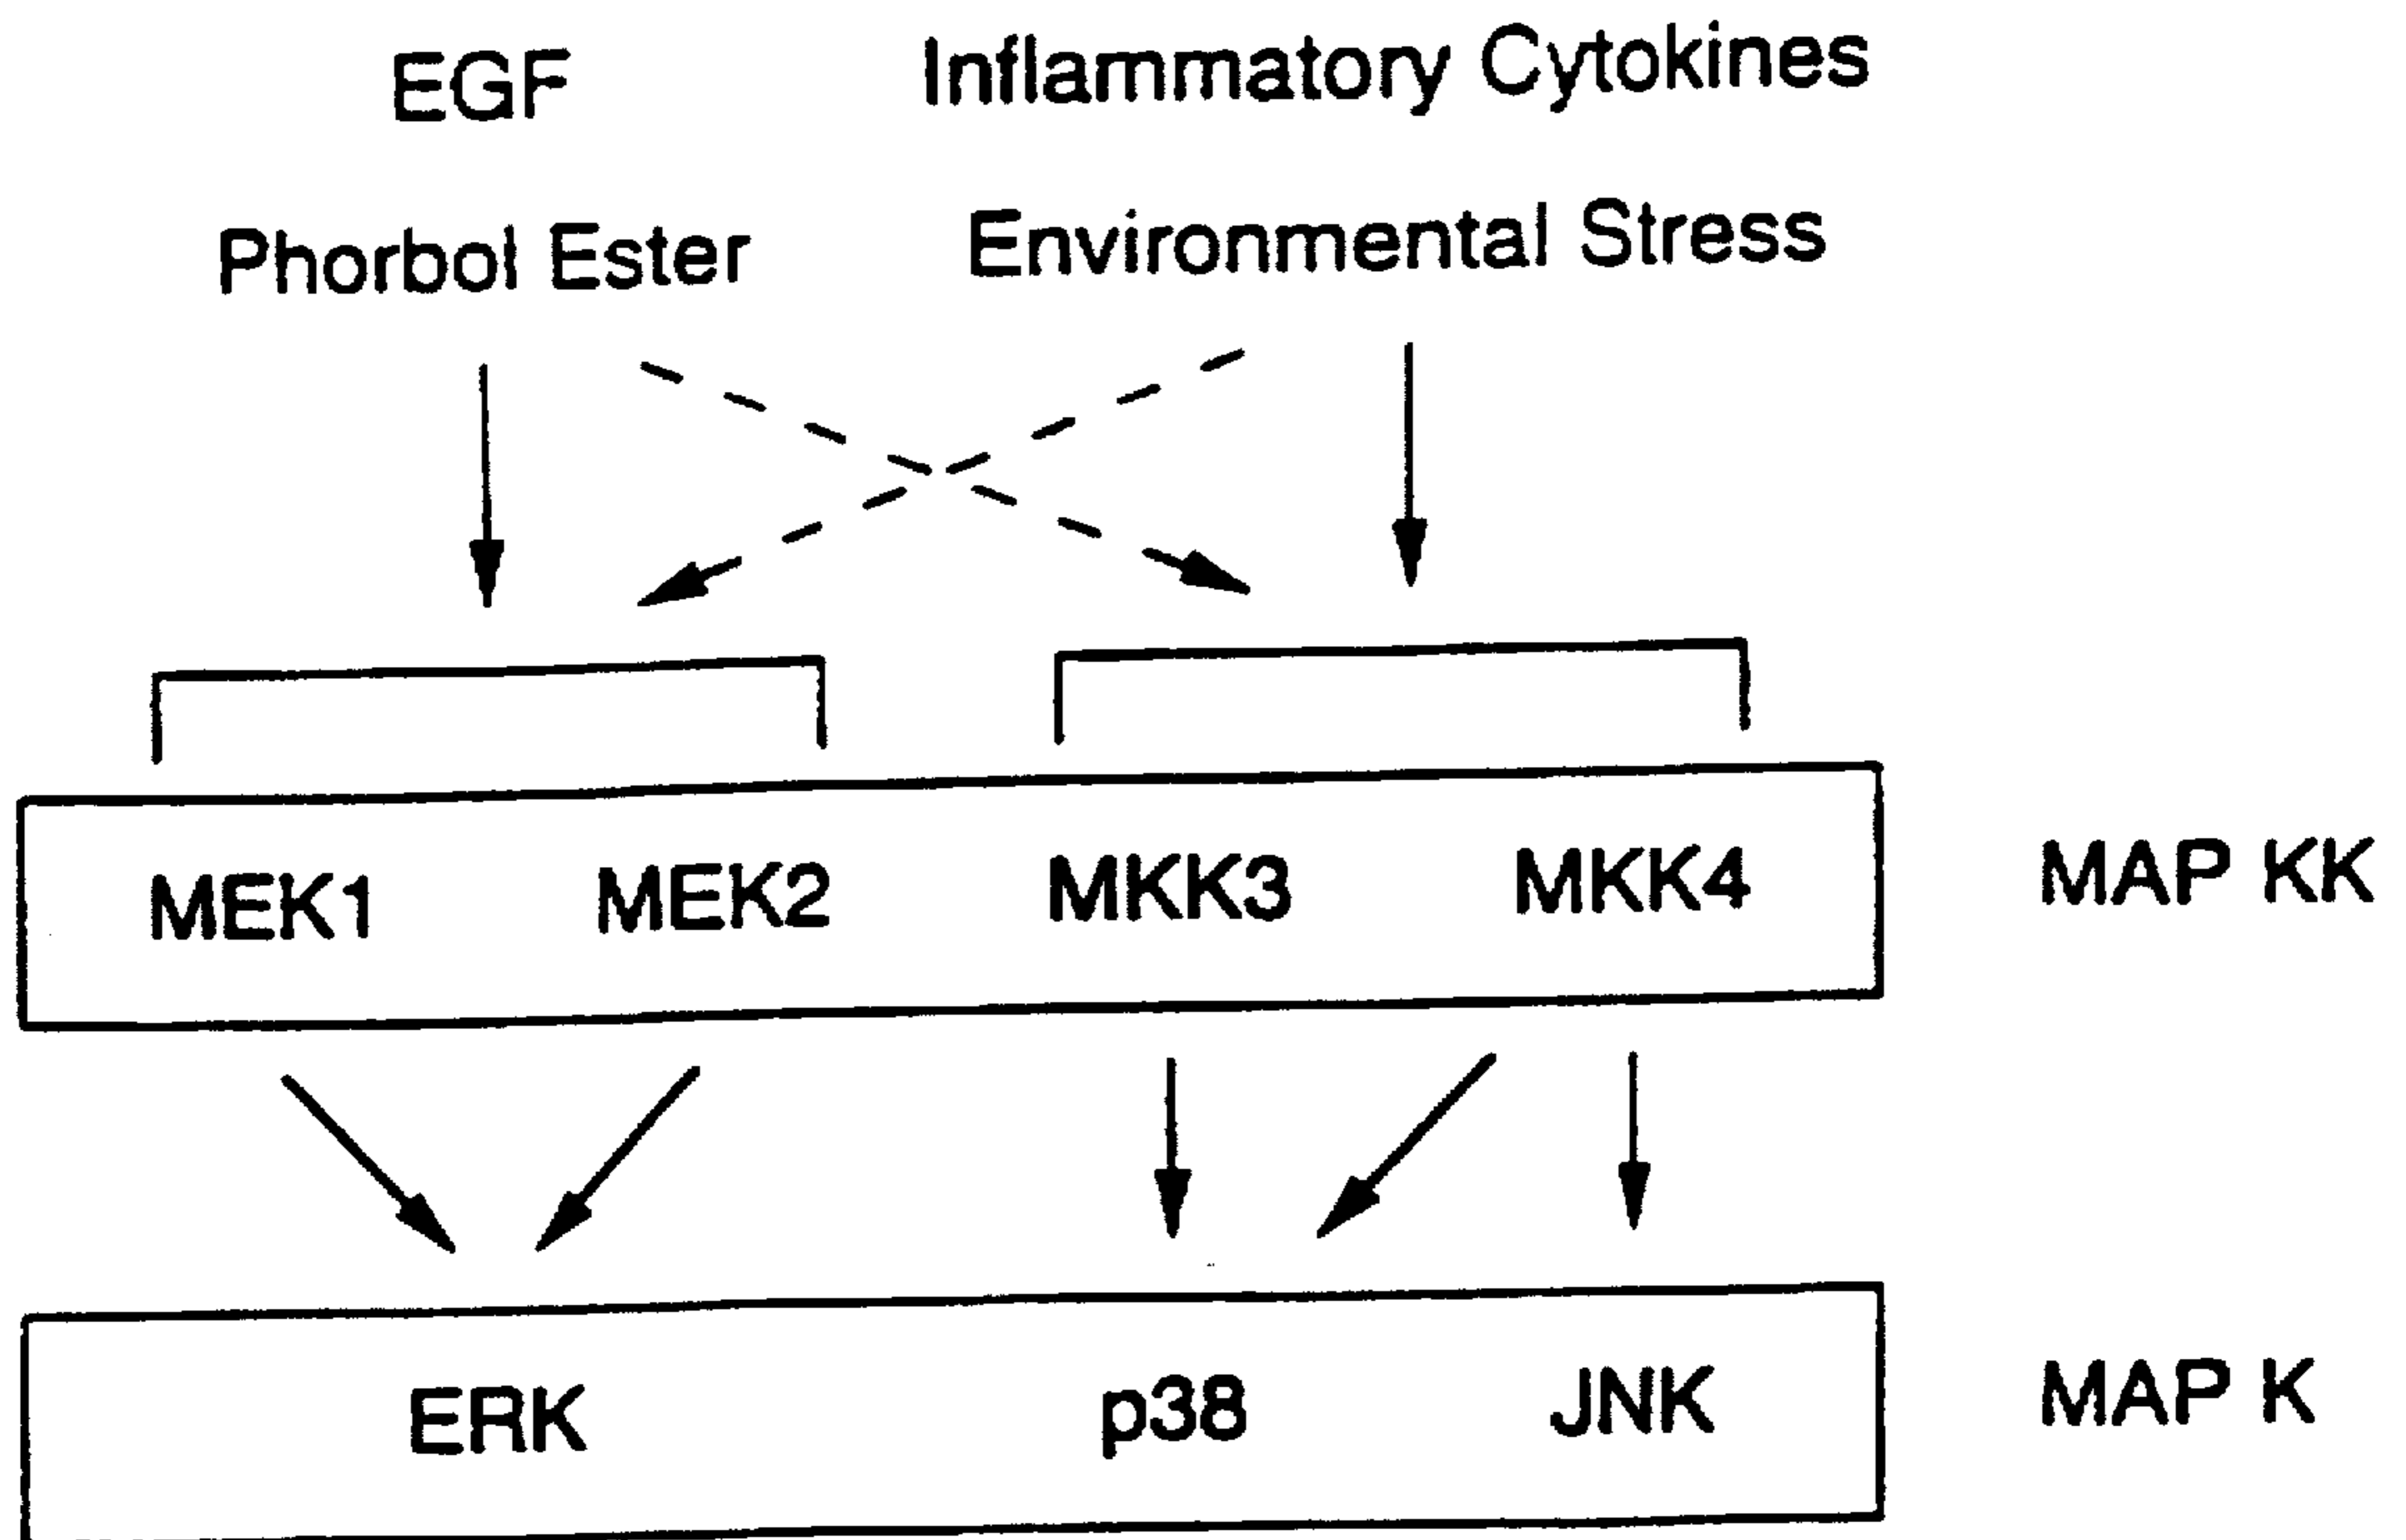 EGF Inflammatory Cytokines
Phorbol Ester Environmental Stress
MEK1 MEK2 MKK3 MKK4 MAP KK
ERK p38 JNK MAP K